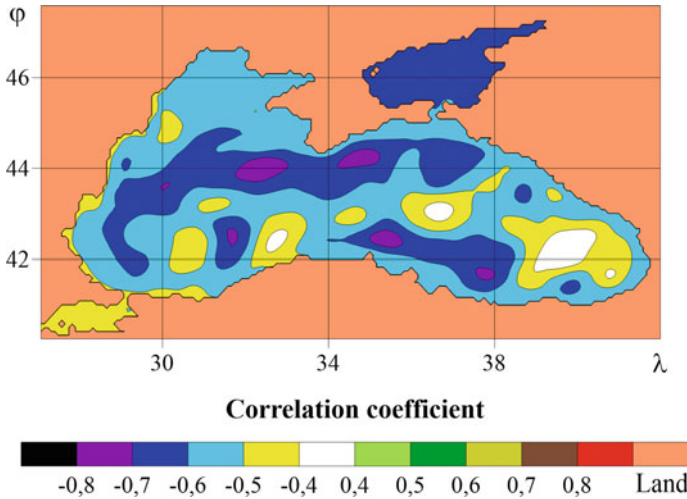 φ
46
44
42
30 34 38 λ
Correlation coefficient
-0,8 -0,7 -0,6 -0,5 -0,4 0,4 0,5 0,6 0,7 0,8 Land